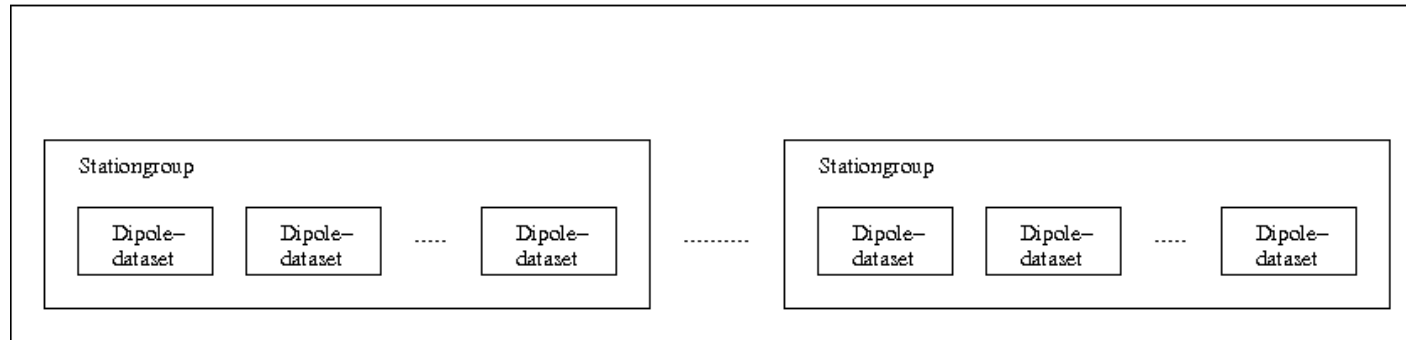 Stationgroup
Dipole–
dataset
Dipole–
dataset
.....
Dipole–
dataset
..........
Stationgroup
Dipole–
dataset
Dipole–
dataset
.....
Dipole–
dataset